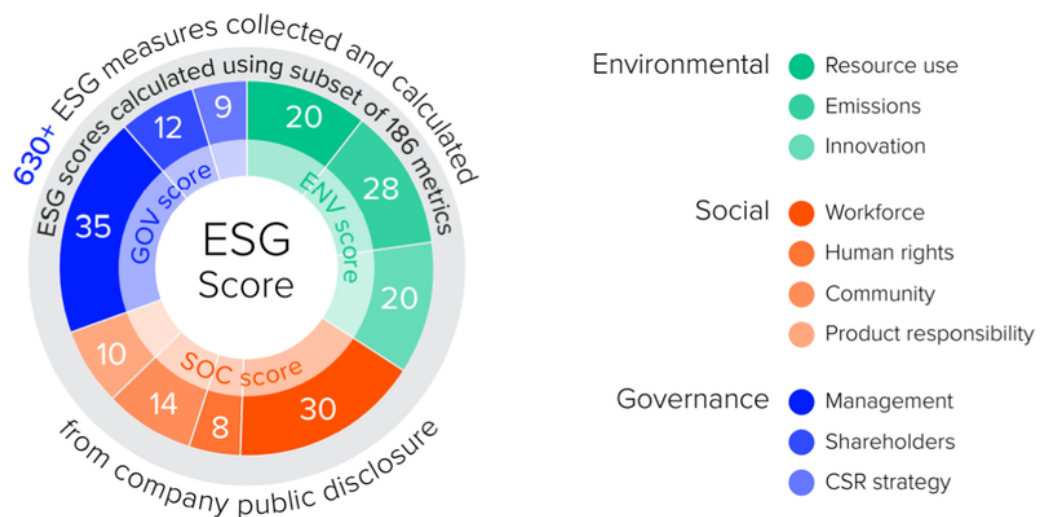 630+ ESG measures collected and calculated
ESG scores calculated using subset of 186 metrics
9
20
28
20
30
8
14
10
35
12
GOV score
ENV score
SOC score
ESG
Score
from company public disclosure
Environmental
Resource use
Emissions
Innovation
Social
Workforce
Human rights
Community
Product responsibility
Governance
Management
Shareholders
CSR strategy